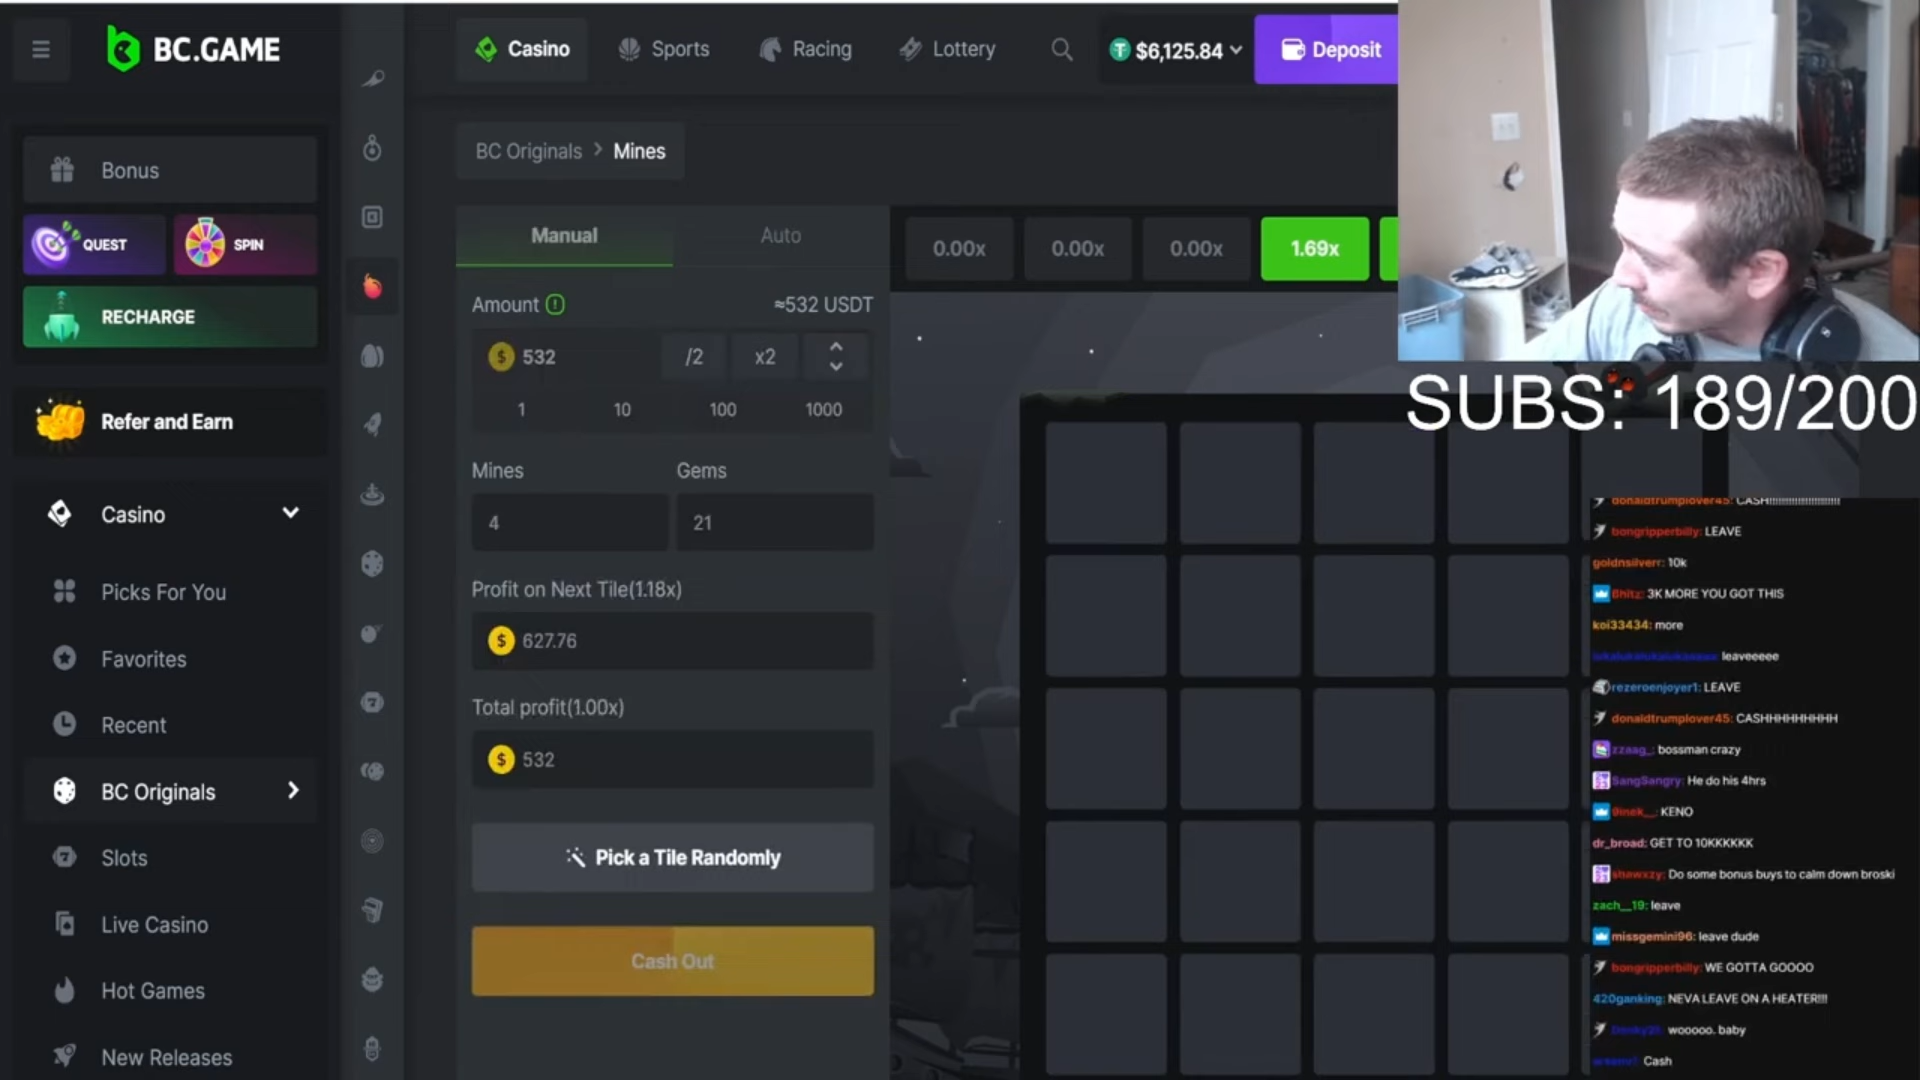 BC.GAME
Casino
Sports
Racing
Lottery
$6,125.84
Deposit
Bonus
QUEST
SPIN
RECHARGE
Refer and Earn
Casino
Picks For You
Favorites
Recent
BC Originals
Slots
Live Casino
Hot Games
New Releases
BC Originals > Mines
Manual
Auto
Amount
≈532 USDT
532
/2
x2
1
10
100
1000
Mines
Gems
4
21
Profit on Next Tile(1.18x)
627.76
Total profit(1.00x)
532
Pick a Tile Randomly
Cash Out
0.00x
0.00x
0.00x
1.69x
SUBS: 189/200
donaldtrumplover45:
bongripperbilly: LEAVE
goldnsilverr: 10k
3K MORE YOU GOT THIS
koi33434: more
leaveeeee
rezeroenjoyer1: LEAVE
donaldtrumplover45: CASHHHHHHHHH
zzaag_: bossman crazy
SangSangry: He do his 4hrs
KENO
dr_broad: GET TO 10KKKKKK
shawxzy: Do some bonus buys to calm down broski
zach__19: leave
missgemini96: leave dude
bongripperbilly: WE GOTTA GOOOO
420ganking: NEVA LEAVE ON A HEATER!!!!
wooooo. baby
Cash